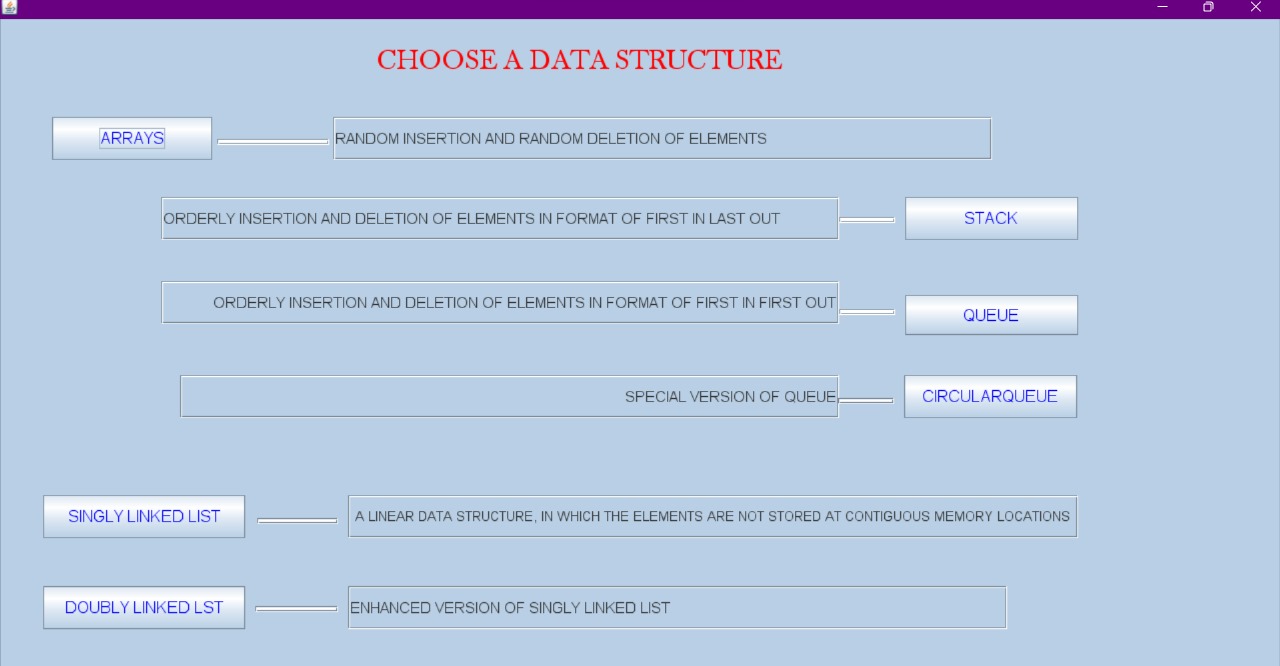 CHOOSE A DATA STRUCTURE
ARRAYS
RANDOM INSERTION AND RANDOM DELETION OF ELEMENTS
ORDERLY INSERTION AND DELETION OF ELEMENTS IN FORMAT OF FIRST IN LAST OUT
STACK
ORDERLY INSERTION AND DELETION OF ELEMENTS IN FORMAT OF FIRST IN FIRST OUT
QUEUE
SPECIAL VERSION OF QUEUE
CIRCULARQUEUE
SINGLY LINKED LIST
A LINEAR DATA STRUCTURE, IN WHICH THE ELEMENTS ARE NOT STORED AT CONTIGUOUS MEMORY LOCATIONS
DOUBLY LINKED LST
ENHANCED VERSION OF SINGLY LINKED LIST